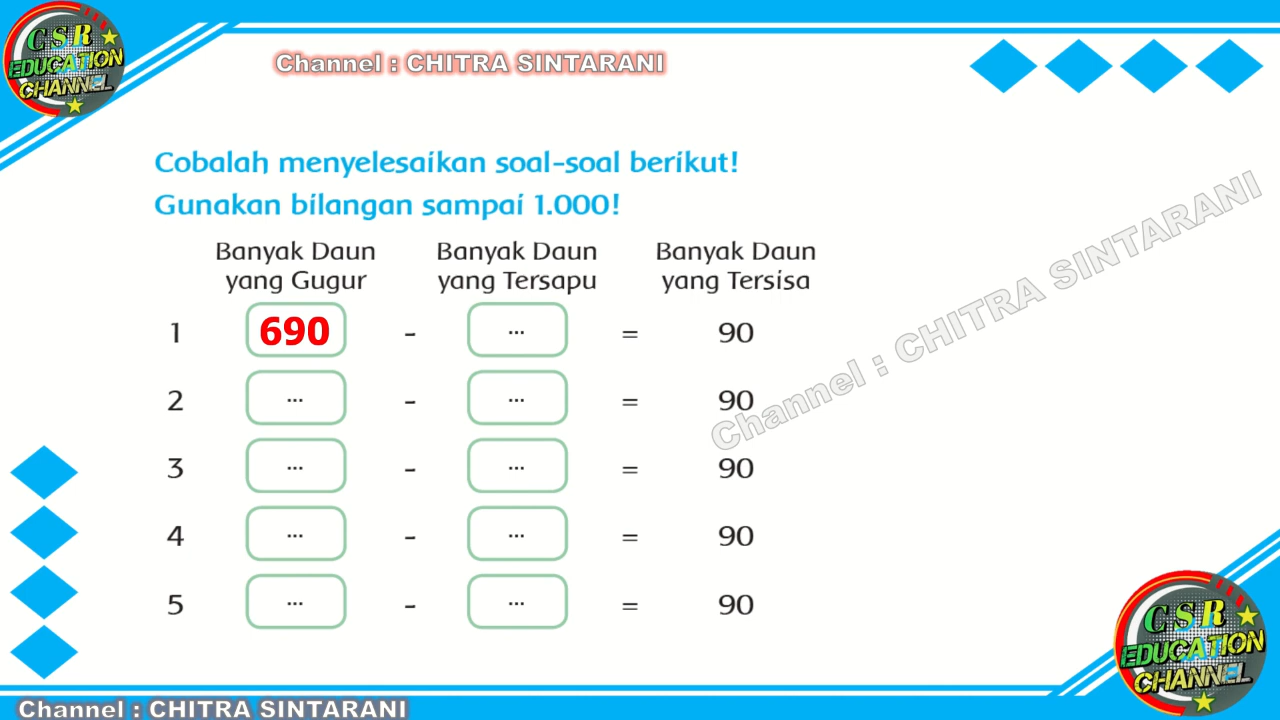 CSR
EDUCATION
CHANNEL
Channel : CHITRA SINTARANI
Cobalah menyelesaikan soal-soal berikut!
Gunakan bilangan sampai 1.000!
Banyak Daun yang Gugur
Banyak Daun yang Tersapu
Banyak Daun yang Tersisa
1 690 - ... = 90
2 ... - ... = 90
3 ... - ... = 90
4 ... - ... = 90
5 ... - ... = 90
Channel : CHITRA SINTARANI
CSR
EDUCATION
CHANNEL
Channel : CHITRA SINTARANI